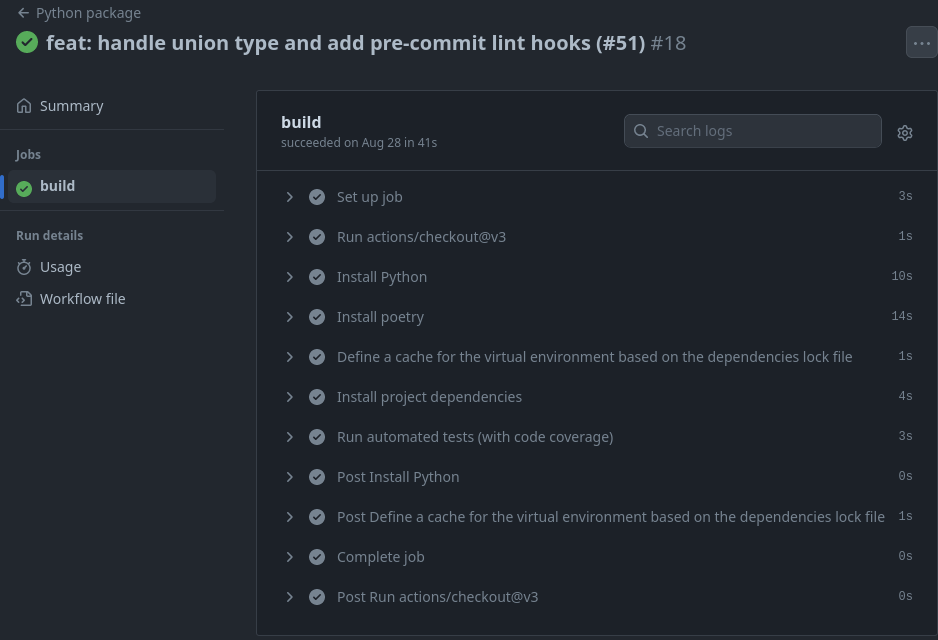 Python package
feat: handle union type and add pre-commit lint hooks (#51) #18
Summary
Jobs
build
Run details
Usage
Workflow file
build
succeeded on Aug 28 in 41s
Search logs
Set up job 3s
Run actions/checkout@v3 1s
Install Python 10s
Install poetry 14s
Define a cache for the virtual environment based on the dependencies lock file 1s
Install project dependencies 4s
Run automated tests (with code coverage) 3s
Post Install Python 0s
Post Define a cache for the virtual environment based on the dependencies lock file 1s
Complete job 0s
Post Run actions/checkout@v3 0s